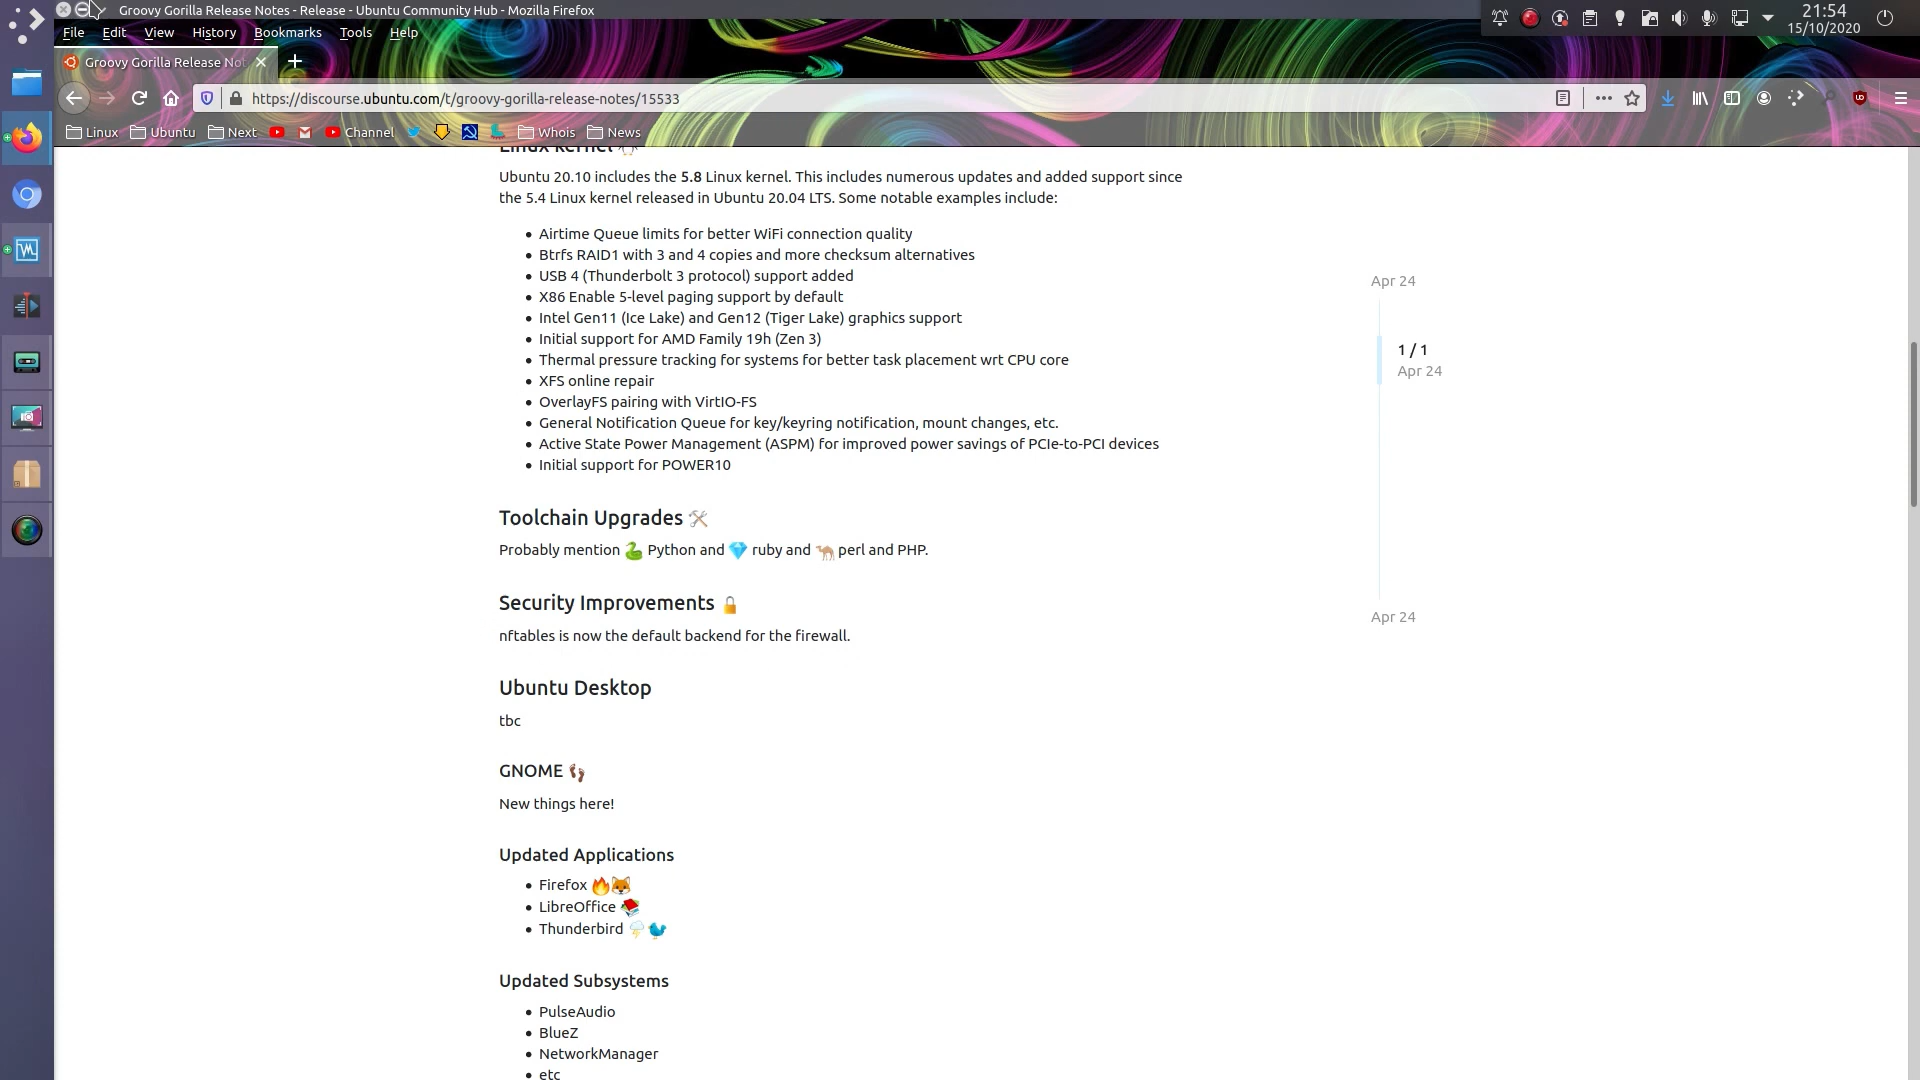 Groovy Gorilla Release Notes - Release - Ubuntu Community Hub - Mozilla Firefox
21:54
15/10/2020
File Edit View History Bookmarks Tools Help
Groovy Gorilla Release Not
https://discourse.ubuntu.com/t/groovy-gorilla-release-notes/15533
Linux Ubuntu Next Channel Whois News
Linux Kernel
Ubuntu 20.10 includes the 5.8 Linux kernel. This includes numerous updates and added support since
the 5.4 Linux kernel released in Ubuntu 20.04 LTS. Some notable examples include:
Airtime Queue limits for better WiFi connection quality
Btrfs RAID1 with 3 and 4 copies and more checksum alternatives
USB 4 (Thunderbolt 3 protocol) support added
X86 Enable 5-level paging support by default
Intel Gen11 (Ice Lake) and Gen12 (Tiger Lake) graphics support
Initial support for AMD Family 19h (Zen 3)
Thermal pressure tracking for systems for better task placement wrt CPU core
XFS online repair
OverlayFS pairing with VirtIO-FS
General Notification Queue for key/keyring notification, mount changes, etc.
Active State Power Management (ASPM) for improved power savings of PCIe-to-PCI devices
Initial support for POWER10
Toolchain Upgrades 🛠
Probably mention 🐍 Python and 💎 ruby and 🐪 perl and PHP.
Security Improvements 🔓
nftables is now the default backend for the firewall.
Ubuntu Desktop
tbc
GNOME 👣
New things here!
Updated Applications
Firefox 🔥🦊
LibreOffice 📚
Thunderbird 🌩🐦
Updated Subsystems
PulseAudio
BlueZ
NetworkManager
etc
Apr 24
1 / 1
Apr 24
Apr 24